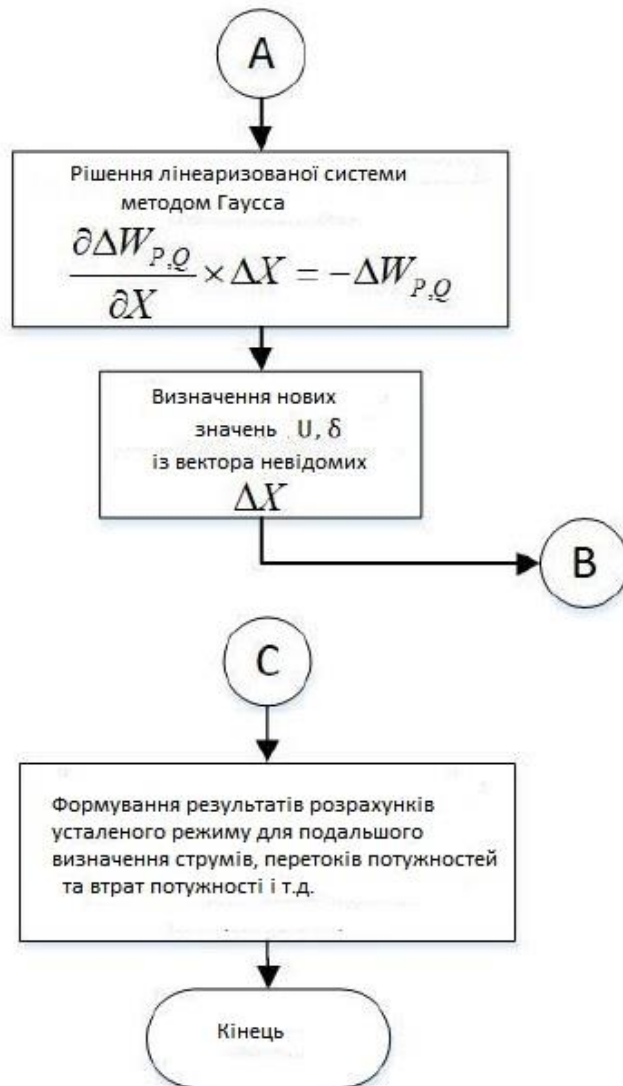 A
Рішення лінеаризованої системи
методом Гаусса
∂ΔW_{P,Q}/∂X × ΔX = −ΔW_{P,Q}
Визначення нових
значень U, δ
із вектора невідомих
ΔX
B
C
Формування результатів розрахунків
усталеного режиму для подальшого
визначення струмів, перетоків потужностей
та втрат потужності і т.д.
Кінець